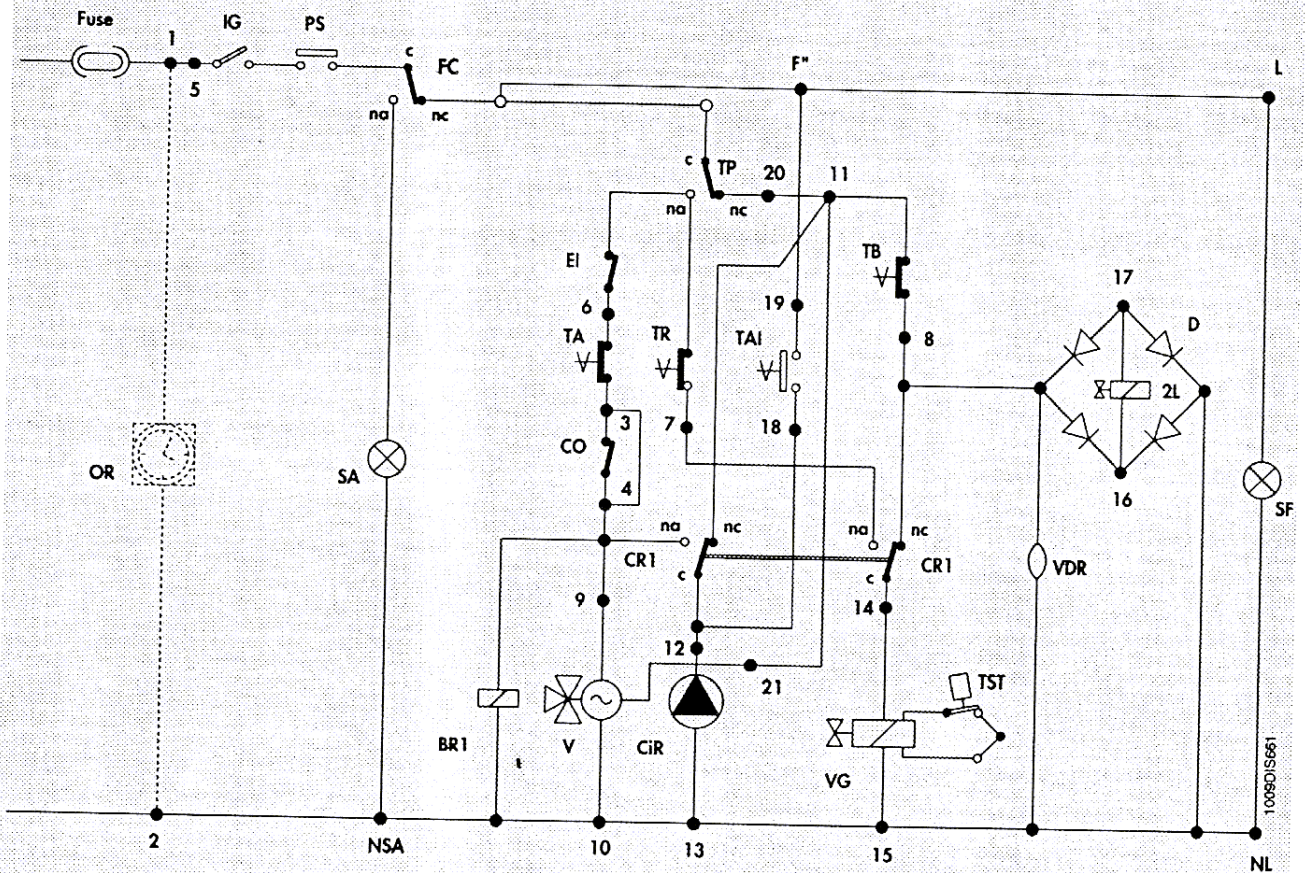 Fuse IG PS
1 c FC F" L
5
na nc
c TP 20 11
na nc
EI TB 17
6 19 D
TA TR TAI 8
2L
3 7 18
CO
OR SA 4 16 SF
na nc na nc
CR1 CR1 VDR
c c
9 14
12
21 TST
BR1 V CiR VG
1009DIS661
2 NSA 10 13 15 NL